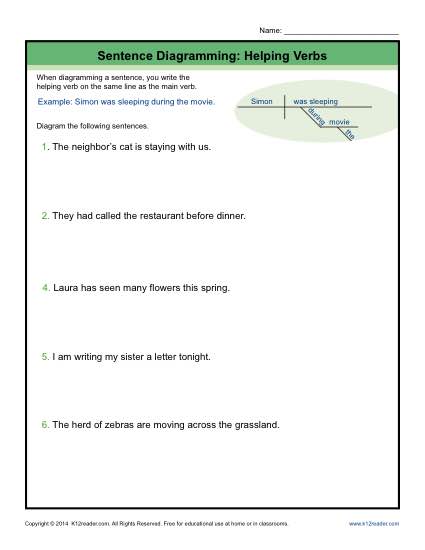 Name: ____________________________
Sentence Diagramming: Helping Verbs
When diagramming a sentence, you write the
helping verb on the same line as the main verb.
Example: Simon was sleeping during the movie.
Simon was sleeping
during movie
the
Diagram the following sentences.
1. The neighbor's cat is staying with us.
2. They had called the restaurant before dinner.
4. Laura has seen many flowers this spring.
5. I am writing my sister a letter tonight.
6. The herd of zebras are moving across the grassland.
Copyright © 2014 K12reader.com. All Rights Reserved. Free for educational use at home or in classrooms. www.k12reader.com